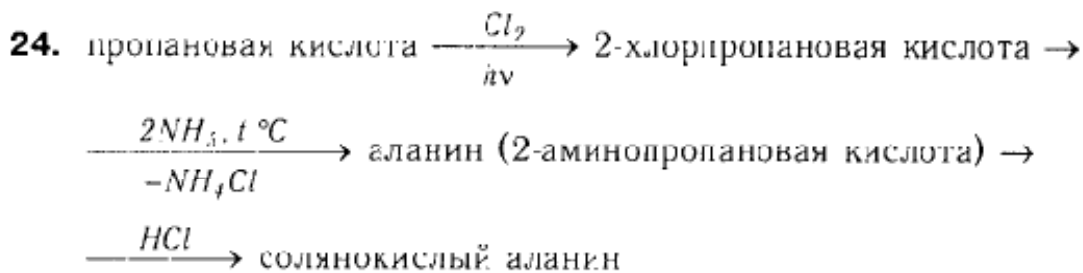 24. пропановая кислота —Cl₂/hν→ 2-хлорпропановая кислота →
—2NH₃, t °C/−NH₄Cl→ аланин (2-аминопропановая кислота) →
—HCl→ солянокислый аланин